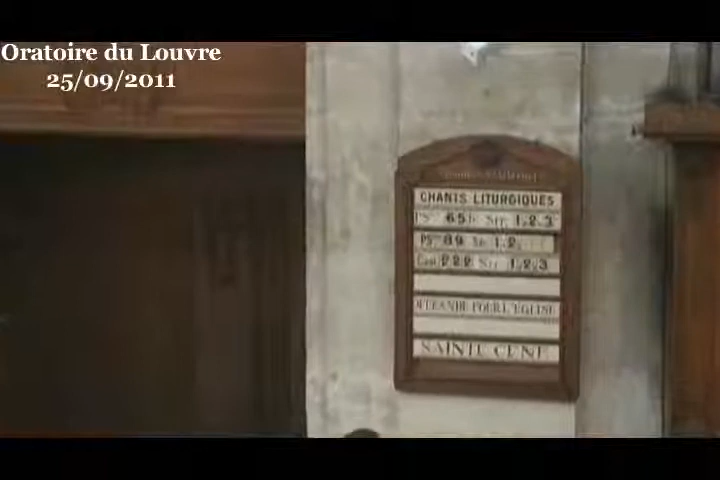 Oratoire du Louvre
25/09/2011
CHANTS LITURGIQUES
PS. 65 Str. 1.2.3
PS. 89 1.2.
Cant. 222 Str. 1.2.3
OFFRANDE POUR L'EGLISE
SAINTE CENE